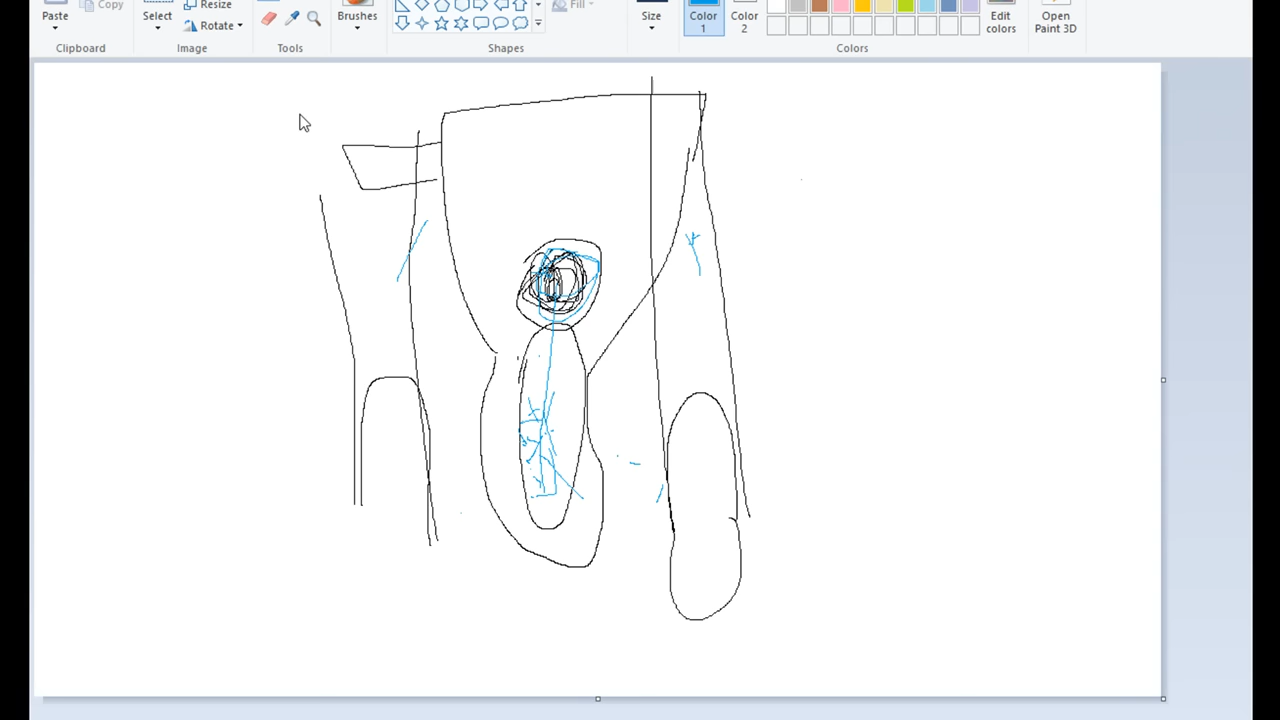 Paste
Copy
Select
Resize
Rotate
Brushes
Fill
Size
Color
1
Color
2
Edit
colors
Open
Paint 3D
Clipboard
Image
Tools
Shapes
Colors